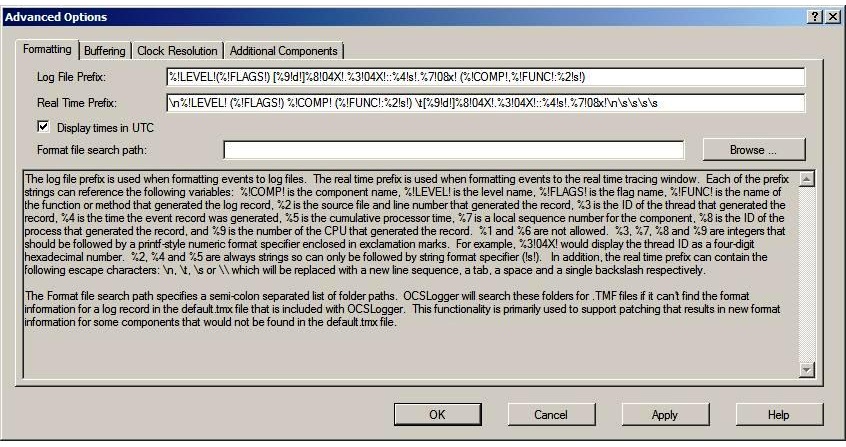 Advanced Options
Formatting Buffering Clock Resolution Additional Components
Log File Prefix: %!LEVEL!(%!FLAGS!) [%9!d!]%8!04X!.%3!04X!::%4!s!.%7!08x! (%!COMP!,%!FUNC!:%2!s!)
Real Time Prefix: \n%!LEVEL! (%!FLAGS!) %!COMP! (%!FUNC!:%2!s!) \t[%9!d!]%8!04X!.%3!04X!::%4!s!.%7!08x!\n\s\s\s\s
Display times in UTC
Format file search path: Browse ...
The log file prefix is used when formatting events to log files. The real time prefix is used when formatting events to the real time tracing window. Each of the prefix
strings can reference the following variables: %!COMP! is the component name, %!LEVEL! is the level name, %!FLAGS! is the flag name, %!FUNC! is the name of
the function or method that generated the log record, %2 is the source file and line number that generated the record, %3 is the ID of the thread that generated the
record, %4 is the time the event record was generated, %5 is the cumulative processor time, %7 is a local sequence number for the component, %8 is the ID of the
process that generated the record, and %9 is the number of the CPU that generated the record. %1 and %6 are not allowed. %3, %7, %8 and %9 are integers that
should be followed by a printf-style numeric format specifier enclosed in exclamation marks. For example, %3!04X! would display the thread ID as a four-digit
hexadecimal number. %2, %4 and %5 are always strings so can only be followed by string format specifier (!s!). In addition, the real time prefix can contain the
following escape characters: \n, \t, \s or \\ which will be replaced with a new line sequence, a tab, a space and a single backslash respectively.
The Format file search path specifies a semi-colon separated list of folder paths. OCSLogger will search these folders for .TMF files if it can't find the format
information for a log record in the default.tmx file that is included with OCSLogger. This functionality is primarily used to support patching that results in new format
information for some components that would not be found in the default.tmx file.
OK Cancel Apply Help